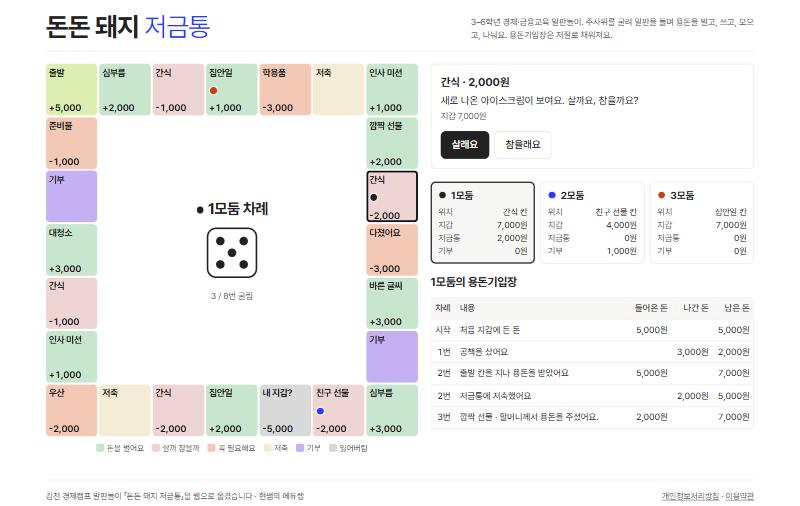 돈돈 돼지 저금통
3–6학년 경제·금융교육 말판놀이. 주사위를 굴려 말판을 돌며 용돈을 벌고, 쓰고, 모으
고, 나눠요. 용돈기입장은 저절로 채워져요.
출발
+5,000
심부름
+2,000
간식
-1,000
집안일
+1,000
학용품
-3,000
저축
인사 미션
+1,000
준비물
-1,000
깜짝 선물
+2,000
기부
간식
-2,000
대청소
+3,000
다쳤어요
-3,000
간식
-1,000
바른 글씨
+3,000
인사 미션
+1,000
기부
우산
-2,000
저축
간식
-1,000
집안일
+2,000
내 지갑?
-5,000
친구 선물
-2,000
심부름
+3,000
1모둠 차례
3 / 8번 굴림
돈을 벌어요 살까 참을까 꼭 필요해요 저축 기부 잃어버림
간식 · 2,000원
새로 나온 아이스크림이 보여요. 살까요, 참을까요?
지갑 7,000원
살래요 참을래요
1모둠
위치 간식 칸
지갑 7,000원
저금통 2,000원
기부 0원
2모둠
위치 친구 선물 칸
지갑 4,000원
저금통 0원
기부 1,000원
3모둠
위치 집안일 칸
지갑 7,000원
저금통 0원
기부 0원
1모둠의 용돈기입장
차례 내용 들어온 돈 나간 돈 남은 돈
시작 처음 지갑에 든 돈 5,000원 5,000원
1번 공책을 샀어요 3,000원 2,000원
2번 출발 칸을 지나 용돈을 받았어요 5,000원 7,000원
2번 저금통에 저축했어요 2,000원 5,000원
3번 깜짝 선물 · 할머니께서 용돈을 주셨어요. 2,000원 7,000원
김천 경제캠프 말판놀이 「돈돈 돼지 저금통」을 웹으로 옮겼습니다 · 한쌤의 에듀랩
개인정보처리방침 · 이용약관